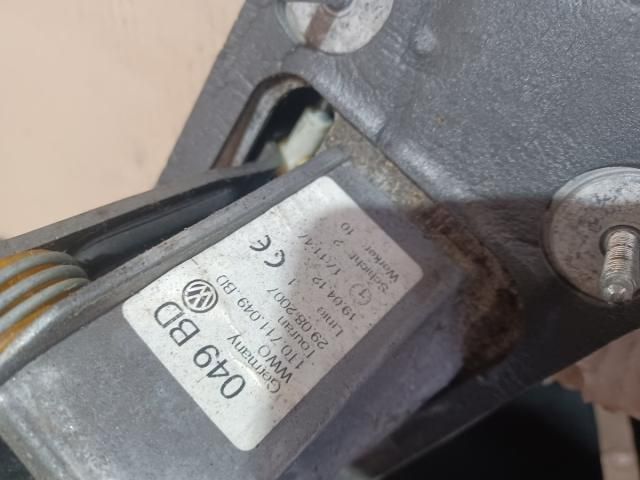 049 BD
Germany
WWO
1T0 711.049 .BD
Touran
29.08.2007
Linie 1
19.04.12
Schicht 2
Werker 10